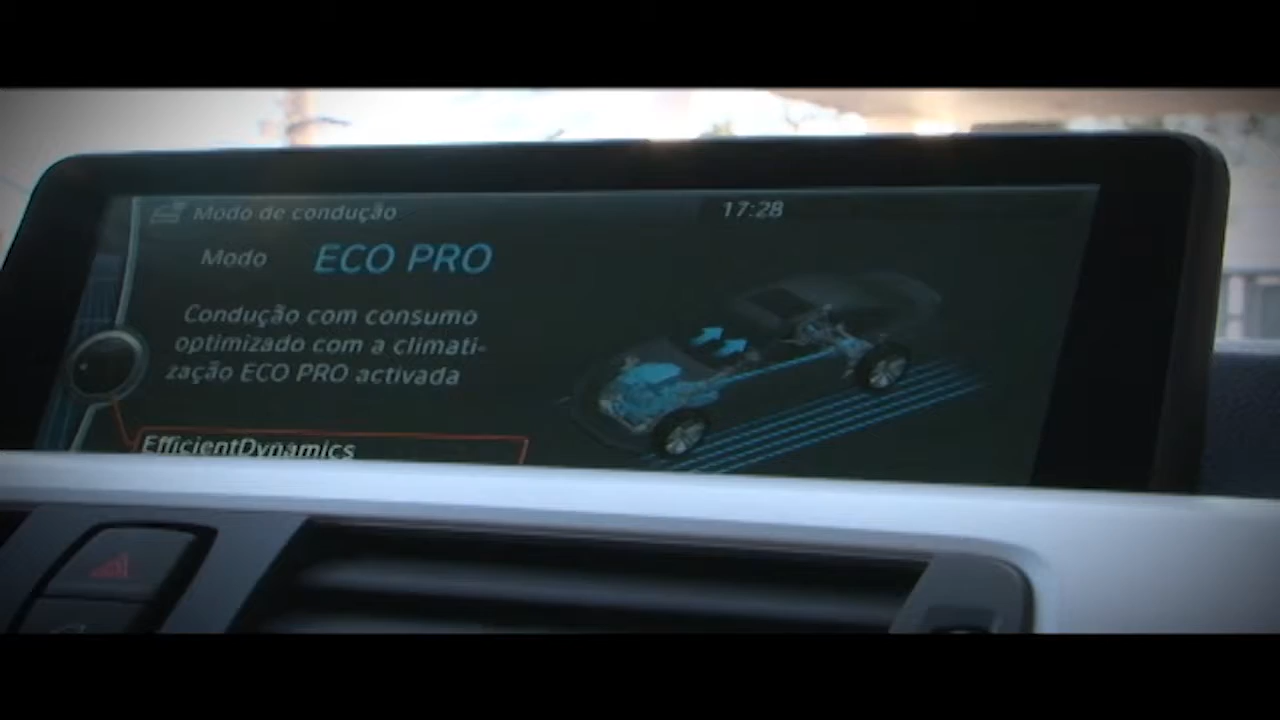 Modo de condução
17:28
Modo ECO PRO
Condução com consumo
optimizado com a climati-
zação ECO PRO activada
EfficientDynamics